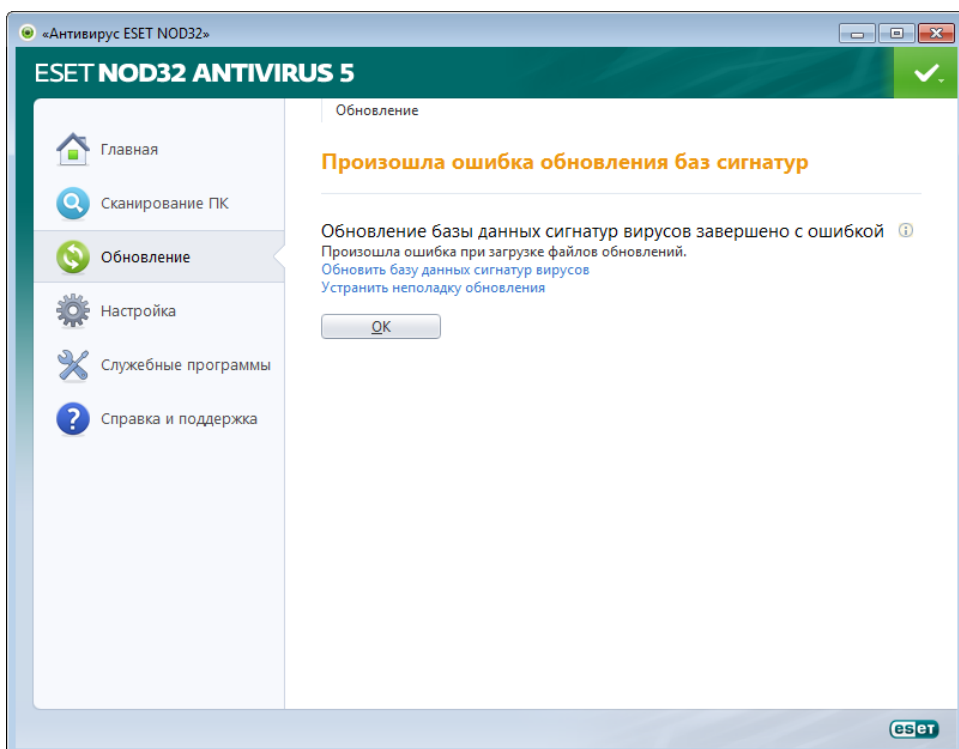 «Антивирус ESET NOD32»
ESET NOD32 ANTIVIRUS 5
Главная
Сканирование ПК
Обновление
Настройка
Служебные программы
Справка и поддержка
Обновление
Произошла ошибка обновления баз сигнатур
Обновление базы данных сигнатур вирусов завершено с ошибкой
Произошла ошибка при загрузке файлов обновлений.
Обновить базу данных сигнатур вирусов
Устранить неполадку обновления
OK
eset